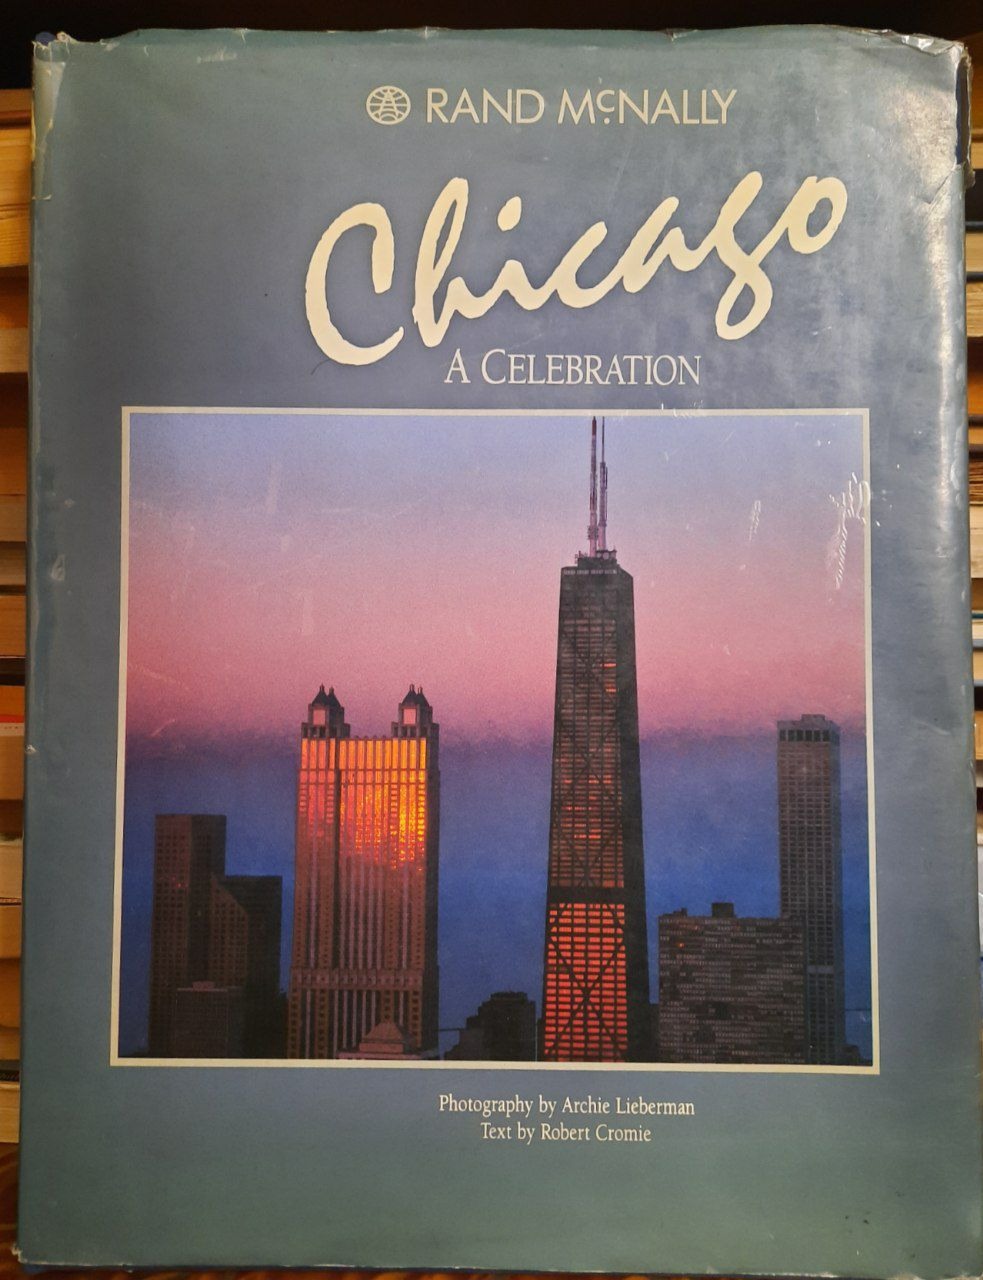 RAND McNALLY
Chicago
A CELEBRATION
Photography by Archie Lieberman
Text by Robert Cromie